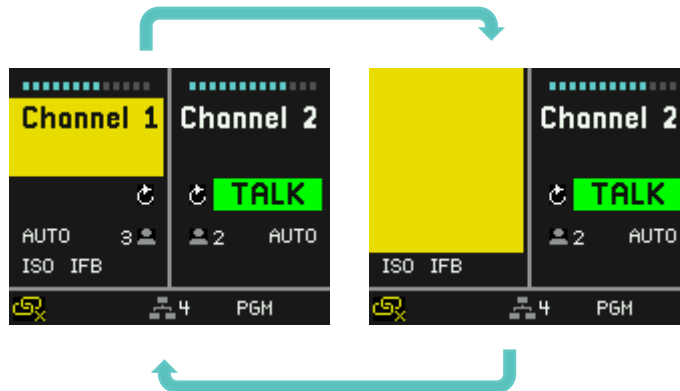 Channel 1
AUTO 3
ISO IFB
Channel 2
TALK
2 AUTO
4 PGM
ISO IFB
Channel 2
TALK
2 AUTO
4 PGM